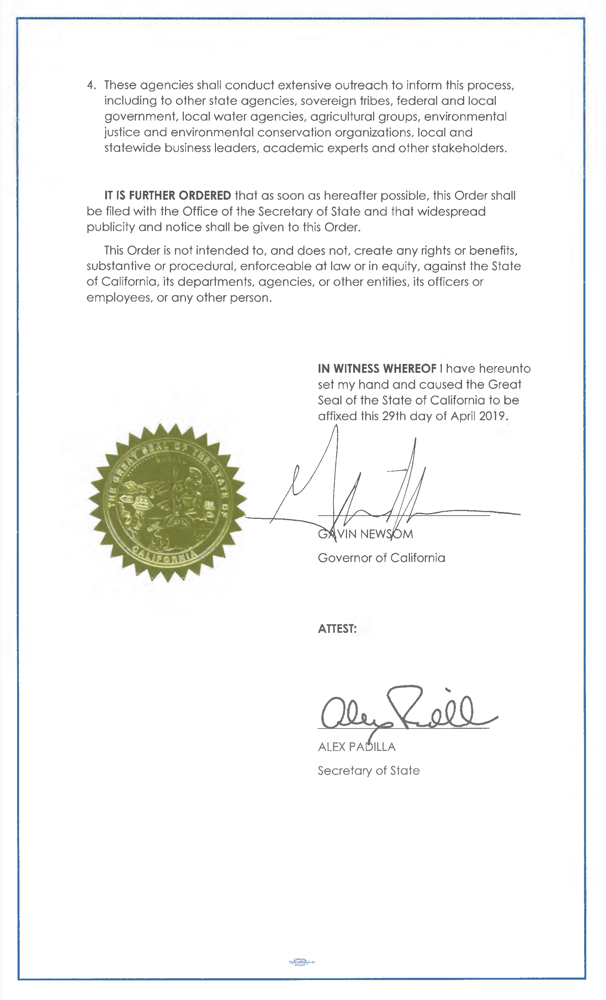 4. These agencies shall conduct extensive outreach to inform this process,
including to other state agencies, sovereign tribes, federal and local
government, local water agencies, agricultural groups, environmental
justice and environmental conservation organizations, local and
statewide business leaders, academic experts and other stakeholders.
IT IS FURTHER ORDERED that as soon as hereafter possible, this Order shall
be filed with the Office of the Secretary of State and that widespread
publicity and notice shall be given to this Order.
This Order is not intended to, and does not, create any rights or benefits,
substantive or procedural, enforceable at law or in equity, against the State
of California, its departments, agencies, or other entities, its officers or
employees, or any other person.
IN WITNESS WHEREOF I have hereunto
set my hand and caused the Great
Seal of the State of California to be
affixed this 29th day of April 2019.
THE GREAT SEAL OF THE STATE OF
CALIFORNIA
GAVIN NEWSOM
Governor of California
ATTEST:
Alex Padilla
ALEX PADILLA
Secretary of State